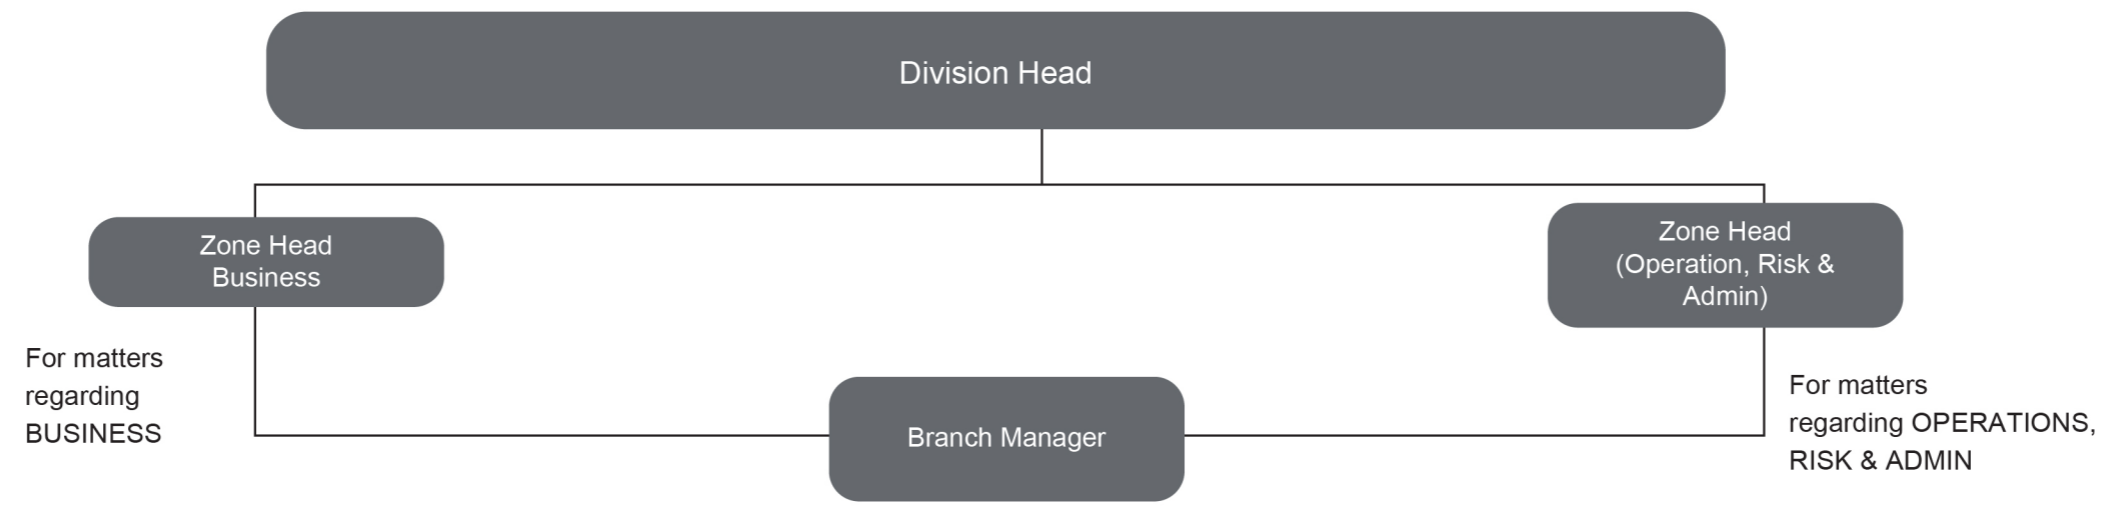 Division Head
Zone Head
Business
Zone Head
(Operation, Risk &
Admin)
For matters
regarding
BUSINESS
Branch Manager
For matters
regarding OPERATIONS,
RISK & ADMIN